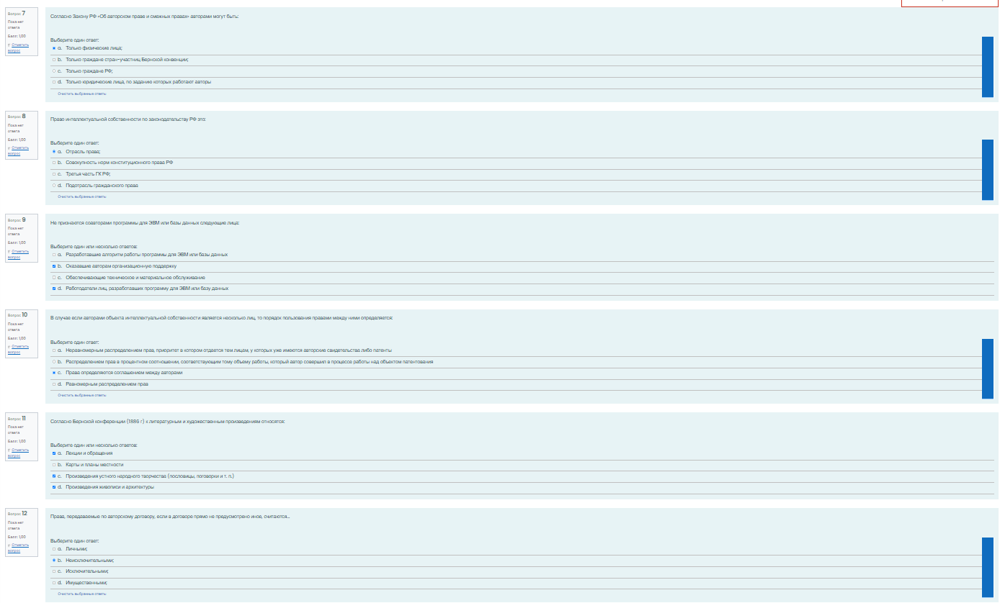 Вопрос 7
Пока нет
ответа
Балл: 1,00
Отметить
вопрос
Согласно Закону РФ «Об авторском праве и смежных правах» авторами могут быть:
Выберите один ответ:
a. Только физические лица;
b. Только граждане стран-участниц Бернской конвенции;
c. Только граждане РФ;
d. Только юридические лица, по заданию которых работают авторы
Очистить выбранные ответы
Вопрос 8
Пока нет
ответа
Балл: 1,00
Отметить
вопрос
Право интеллектуальной собственности по законодательству РФ это:
Выберите один ответ:
a. Отрасль права;
b. Совокупность норм конституционного права РФ
c. Третья часть ГК РФ;
d. Подотрасль гражданского права
Очистить выбранные ответы
Вопрос 9
Пока нет
ответа
Балл: 1,00
Отметить
вопрос
Не признаются соавторами программы для ЭВМ или базы данных следующие лица:
Выберите один или несколько ответов:
a. Разработавшие алгоритм работы программы для ЭВМ или базы данных
b. Оказавшие авторам организационную поддержку
c. Обеспечивающие техническое и материальное обслуживание
d. Работодатели лиц, разработавших программу для ЭВМ или базу данных
Вопрос 10
Пока нет
ответа
Балл: 1,00
Отметить
вопрос
В случае если авторами объекта интеллектуальной собственности является несколько лиц, то порядок пользования правами между ними определяется:
Выберите один ответ:
a. Неравномерным распределением прав, приоритет в котором отдается тем лицам, у которых уже имеются авторские свидетельства либо патенты
b. Распределением прав в процентном соотношении, соответствующим тому объему работы, который автор совершил в процессе работы над объектом патентования
c. Права определяются соглашением между авторами
d. Равномерным распределением прав
Очистить выбранные ответы
Вопрос 11
Пока нет
ответа
Балл: 1,00
Отметить
вопрос
Согласно Бернской конференции (1886 г) к литературным и художественным произведениям относятся:
Выберите один или несколько ответов:
a. Лекции и обращения
b. Карты и планы местности
c. Произведения устного народного творчества (пословицы, поговорки и т. п.)
d. Произведения живописи и архитектуры
Вопрос 12
Пока нет
ответа
Балл: 1,00
Отметить
вопрос
Права, передаваемые по авторскому договору, если в договоре прямо не предусмотрено иное, считаются...
Выберите один ответ:
a. Личными;
b. Неисключительными;
c. Исключительными;
d. Имущественными;
Очистить выбранные ответы